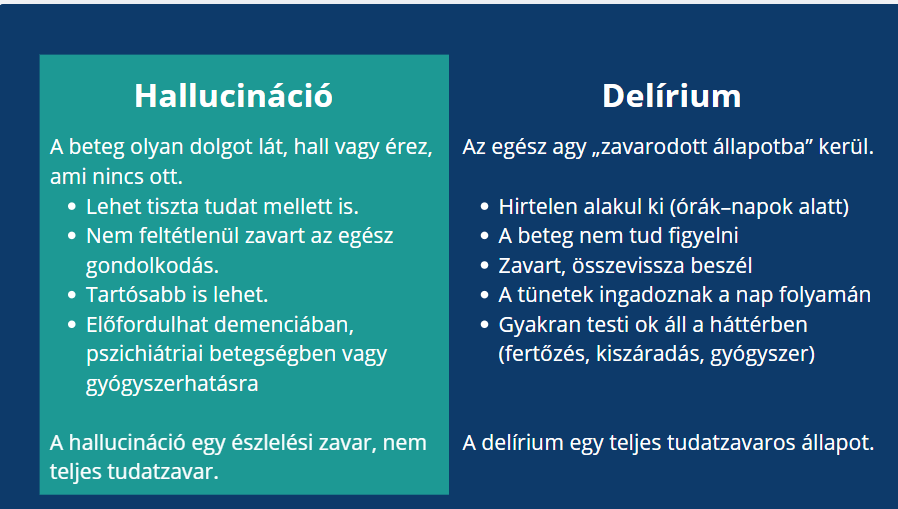 Hallucináció
A beteg olyan dolgot lát, hall vagy érez,
ami nincs ott.
• Lehet tiszta tudat mellett is.
• Nem feltétlenül zavart az egész
gondolkodás.
• Tartósabb is lehet.
• Előfordulhat demenciában,
pszichiátriai betegségben vagy
gyógyszerhatásra
A hallucináció egy észlelési zavar, nem
teljes tudatzavar.
Delírium
Az egész agy „zavarodott állapotba” kerül.
• Hirtelen alakul ki (órák–napok alatt)
• A beteg nem tud figyelni
• Zavart, összevissza beszél
• A tünetek ingadoznak a nap folyamán
• Gyakran testi ok áll a háttérben
(fertőzés, kiszáradás, gyógyszer)
A delírium egy teljes tudatzavaros állapot.